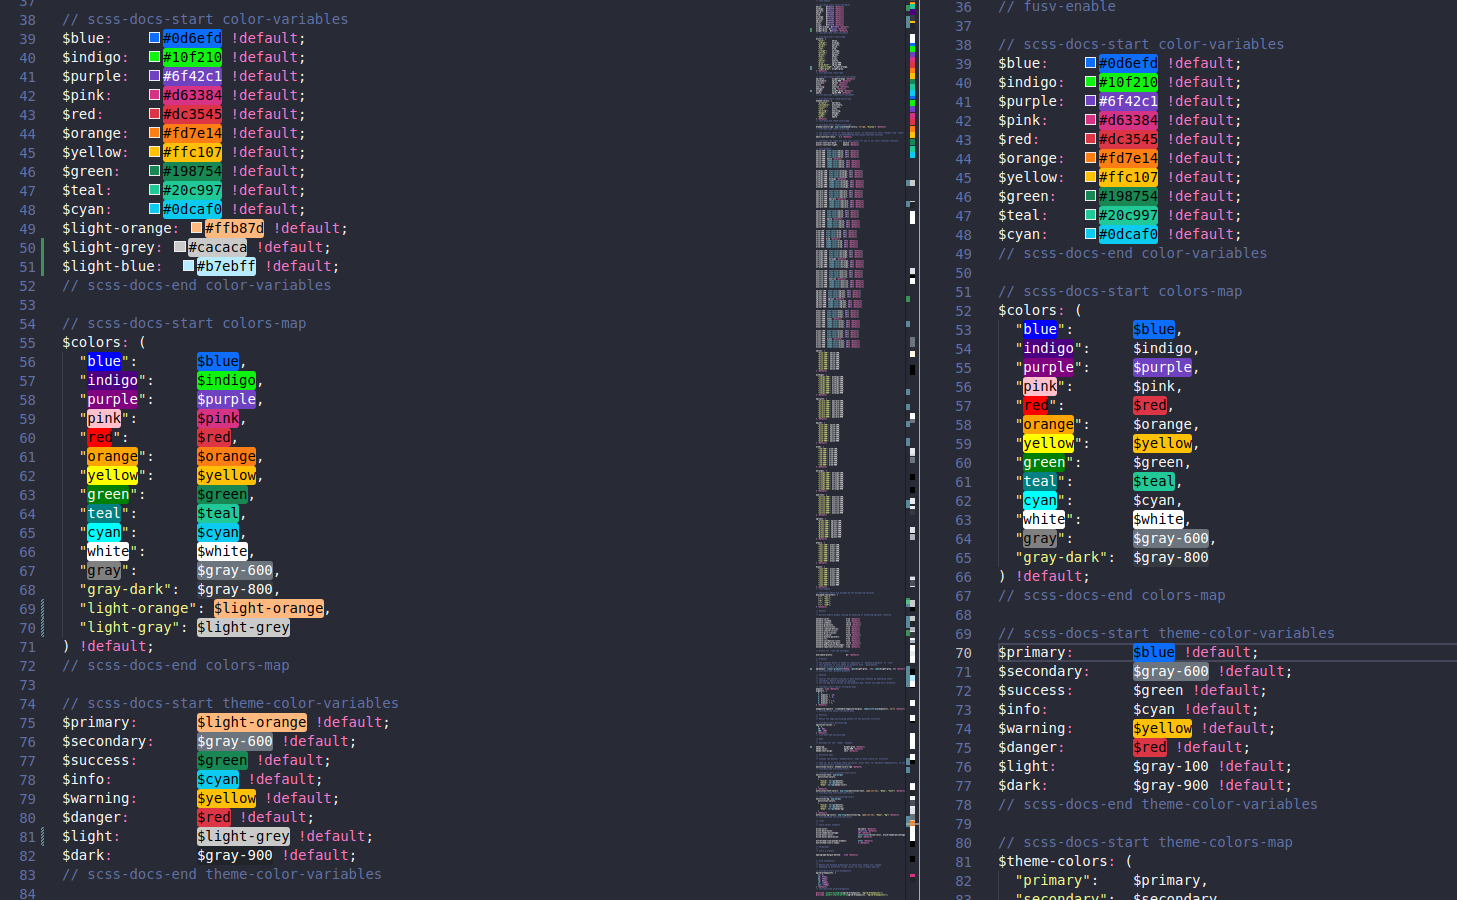 37
38 // scss-docs-start color-variables
39 $blue: #0d6efd !default;
40 $indigo: #10f210 !default;
41 $purple: #6f42c1 !default;
42 $pink: #d63384 !default;
43 $red: #dc3545 !default;
44 $orange: #fd7e14 !default;
45 $yellow: #ffc107 !default;
46 $green: #198754 !default;
47 $teal: #20c997 !default;
48 $cyan: #0dcaf0 !default;
49 $light-orange: #ffb87d !default;
50 $light-grey: #cacaca !default;
51 $light-blue: #b7ebff !default;
52 // scss-docs-end color-variables
53
54 // scss-docs-start colors-map
55 $colors: (
56 "blue": $blue,
57 "indigo": $indigo,
58 "purple": $purple,
59 "pink": $pink,
60 "red": $red,
61 "orange": $orange,
62 "yellow": $yellow,
63 "green": $green,
64 "teal": $teal,
65 "cyan": $cyan,
66 "white": $white,
67 "gray": $gray-600,
68 "gray-dark": $gray-800,
69 "light-orange": $light-orange,
70 "light-gray": $light-grey
71 ) !default;
72 // scss-docs-end colors-map
73
74 // scss-docs-start theme-color-variables
75 $primary: $light-orange !default;
76 $secondary: $gray-600 !default;
77 $success: $green !default;
78 $info: $cyan !default;
79 $warning: $yellow !default;
80 $danger: $red !default;
81 $light: $light-grey !default;
82 $dark: $gray-900 !default;
83 // scss-docs-end theme-color-variables
84
36 // fusv-enable
37
38 // scss-docs-start color-variables
39 $blue: #0d6efd !default;
40 $indigo: #10f210 !default;
41 $purple: #6f42c1 !default;
42 $pink: #d63384 !default;
43 $red: #dc3545 !default;
44 $orange: #fd7e14 !default;
45 $yellow: #ffc107 !default;
46 $green: #198754 !default;
47 $teal: #20c997 !default;
48 $cyan: #0dcaf0 !default;
49 // scss-docs-end color-variables
50
51 // scss-docs-start colors-map
52 $colors: (
53 "blue": $blue,
54 "indigo": $indigo,
55 "purple": $purple,
56 "pink": $pink,
57 "red": $red,
58 "orange": $orange,
59 "yellow": $yellow,
60 "green": $green,
61 "teal": $teal,
62 "cyan": $cyan,
63 "white": $white,
64 "gray": $gray-600,
65 "gray-dark": $gray-800
66 ) !default;
67 // scss-docs-end colors-map
68
69 // scss-docs-start theme-color-variables
70 $primary: $blue !default;
71 $secondary: $gray-600 !default;
72 $success: $green !default;
73 $info: $cyan !default;
74 $warning: $yellow !default;
75 $danger: $red !default;
76 $light: $gray-100 !default;
77 $dark: $gray-900 !default;
78 // scss-docs-end theme-color-variables
79
80 // scss-docs-start theme-colors-map
81 $theme-colors: (
82 "primary": $primary,
83 "secondary": $secondary